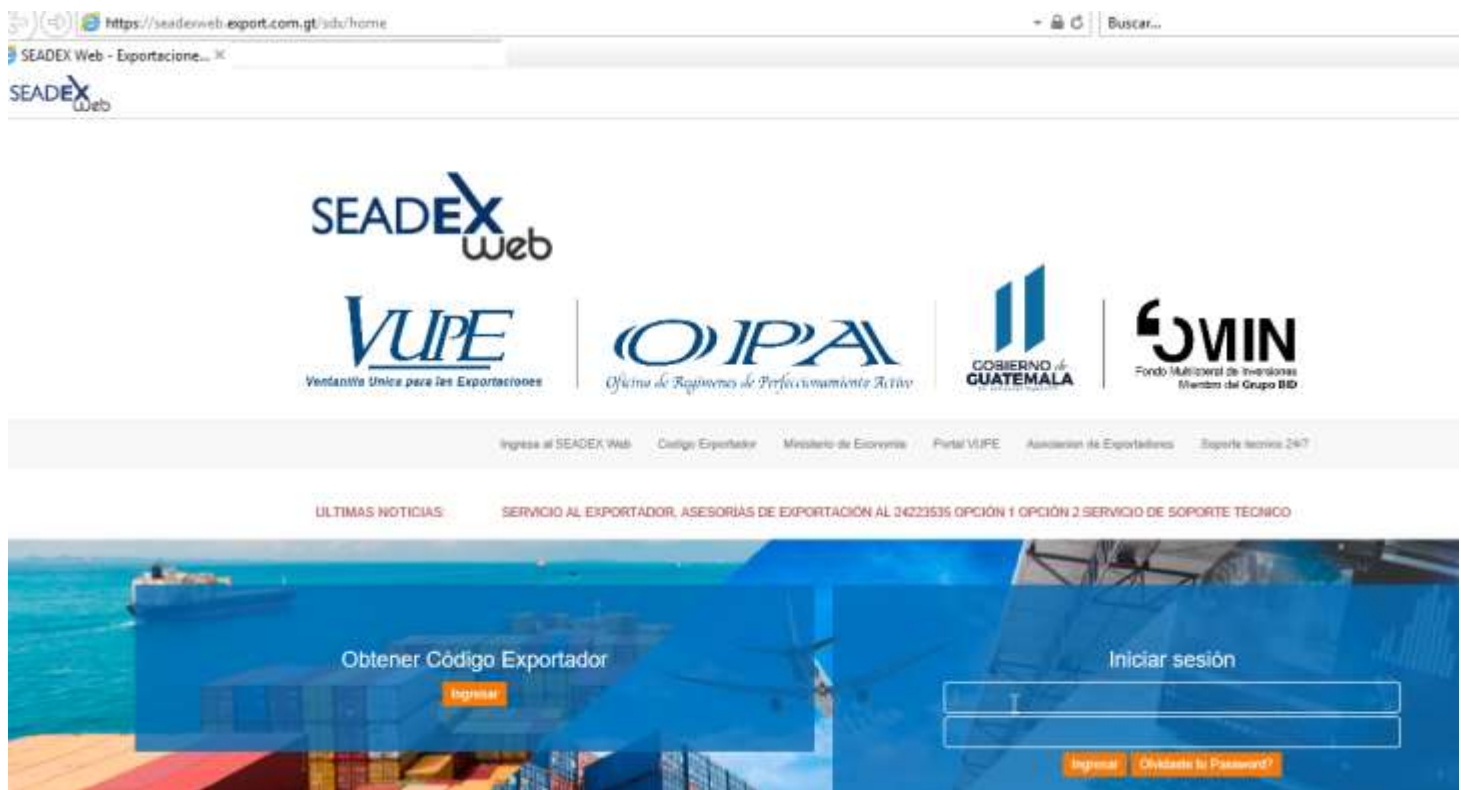 https://seadexweb.export.com.gt/sdx/home
Buscar...
SEADEX Web - Exportacione...
SEADEX
Web
SEADEX
Web
VUPE
Ventanilla Unica para las Exportaciones
OPA
Oficina de Regímenes de Perfeccionamiento Activo
GOBIERNO de
GUATEMALA
FOMIN
Fondo Multilateral de Inversiones
Miembro del Grupo BID
Ingresa al SEADEX Web Codigo Exportador Ministerio de Economia Portal VUPE Asociacion de Exportadores Soporte tecnico 24/7
ULTIMAS NOTICIAS: SERVICIO AL EXPORTADOR, ASESORÍAS DE EXPORTACIÓN AL 24223535 OPCIÓN 1 OPCIÓN 2 SERVICIO DE SOPORTE TÉCNICO
Obtener Código Exportador
Ingresar
Iniciar sesión
Ingresar Olvidaste tu Password?